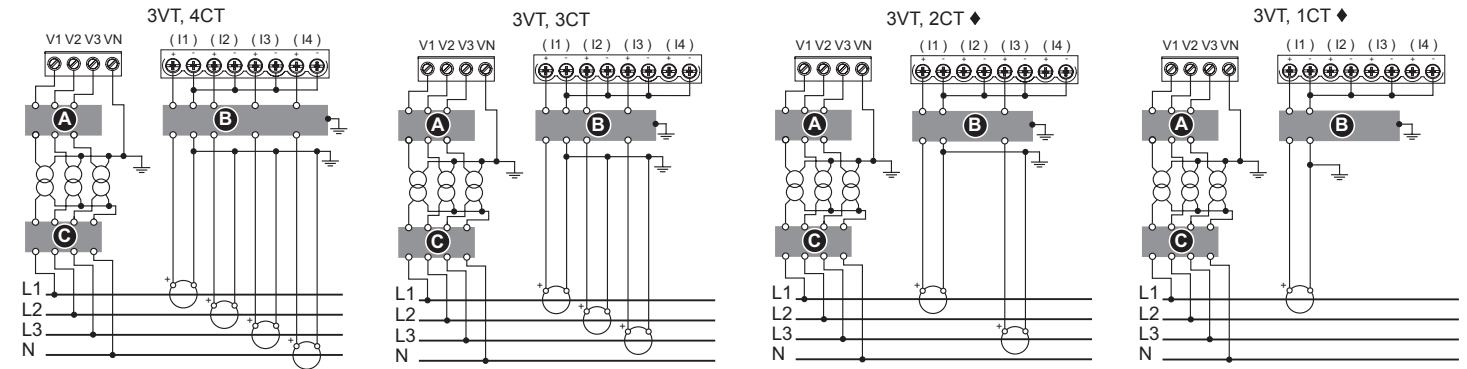 3VT, 4CT
V1 V2 V3 VN
( I1 ) ( I2 ) ( I3 ) ( I4 )
+ - + - + - + -
A
B
C
+
+
+
+
L1
L2
L3
N
3VT, 3CT
V1 V2 V3 VN
( I1 ) ( I2 ) ( I3 ) ( I4 )
+ - + - + - + -
A
B
C
+
+
+
L1
L2
L3
N
3VT, 2CT ♦
V1 V2 V3 VN
( I1 ) ( I2 ) ( I3 ) ( I4 )
+ - + - + - + -
A
B
C
+
+
L1
L2
L3
N
3VT, 1CT ♦
V1 V2 V3 VN
( I1 ) ( I2 ) ( I3 ) ( I4 )
+ - + - + - + -
A
B
C
+
L1
L2
L3
N